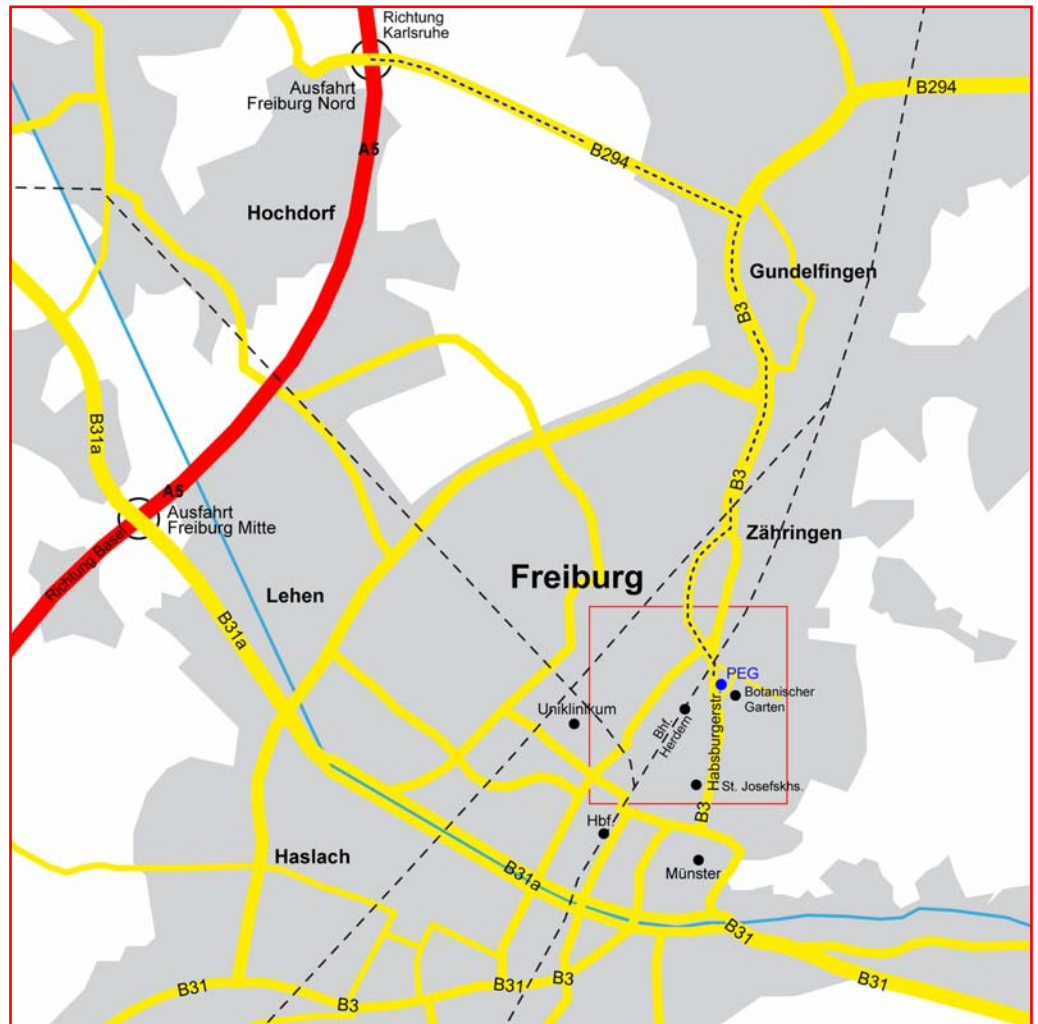 Richtung
Karlsruhe
Ausfahrt
Freiburg Nord
B294
A5
B294
Hochdorf
Gundelfingen
B3
B31a
B3
A5
Ausfahrt
Freiburg Mitte
Zähringen
Richtung Basel
Freiburg
Lehen
B31a
PEG
Botanischer
Garten
Uniklinikum
Bhf.
Herdern
Habsburgerstr.
St. Josefskhs.
B3
Hbf.
Haslach
Münster
B31a
B31
B3
B31
B31
B3
B31